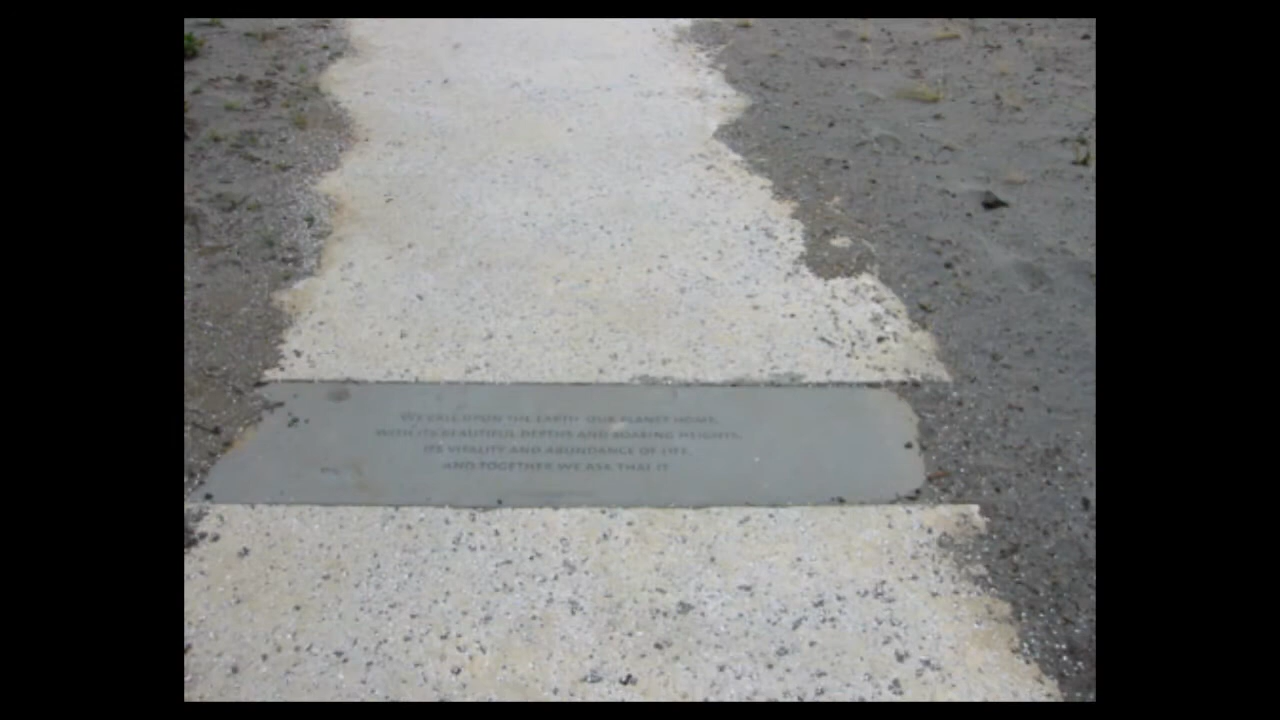 WE CALL UPON THE EARTH, OUR PLANET HOME,
WITH ITS BEAUTIFUL DEPTHS AND SOARING HEIGHTS,
ITS VITALITY AND ABUNDANCE OF LIFE,
AND TOGETHER WE ASK THAT IT